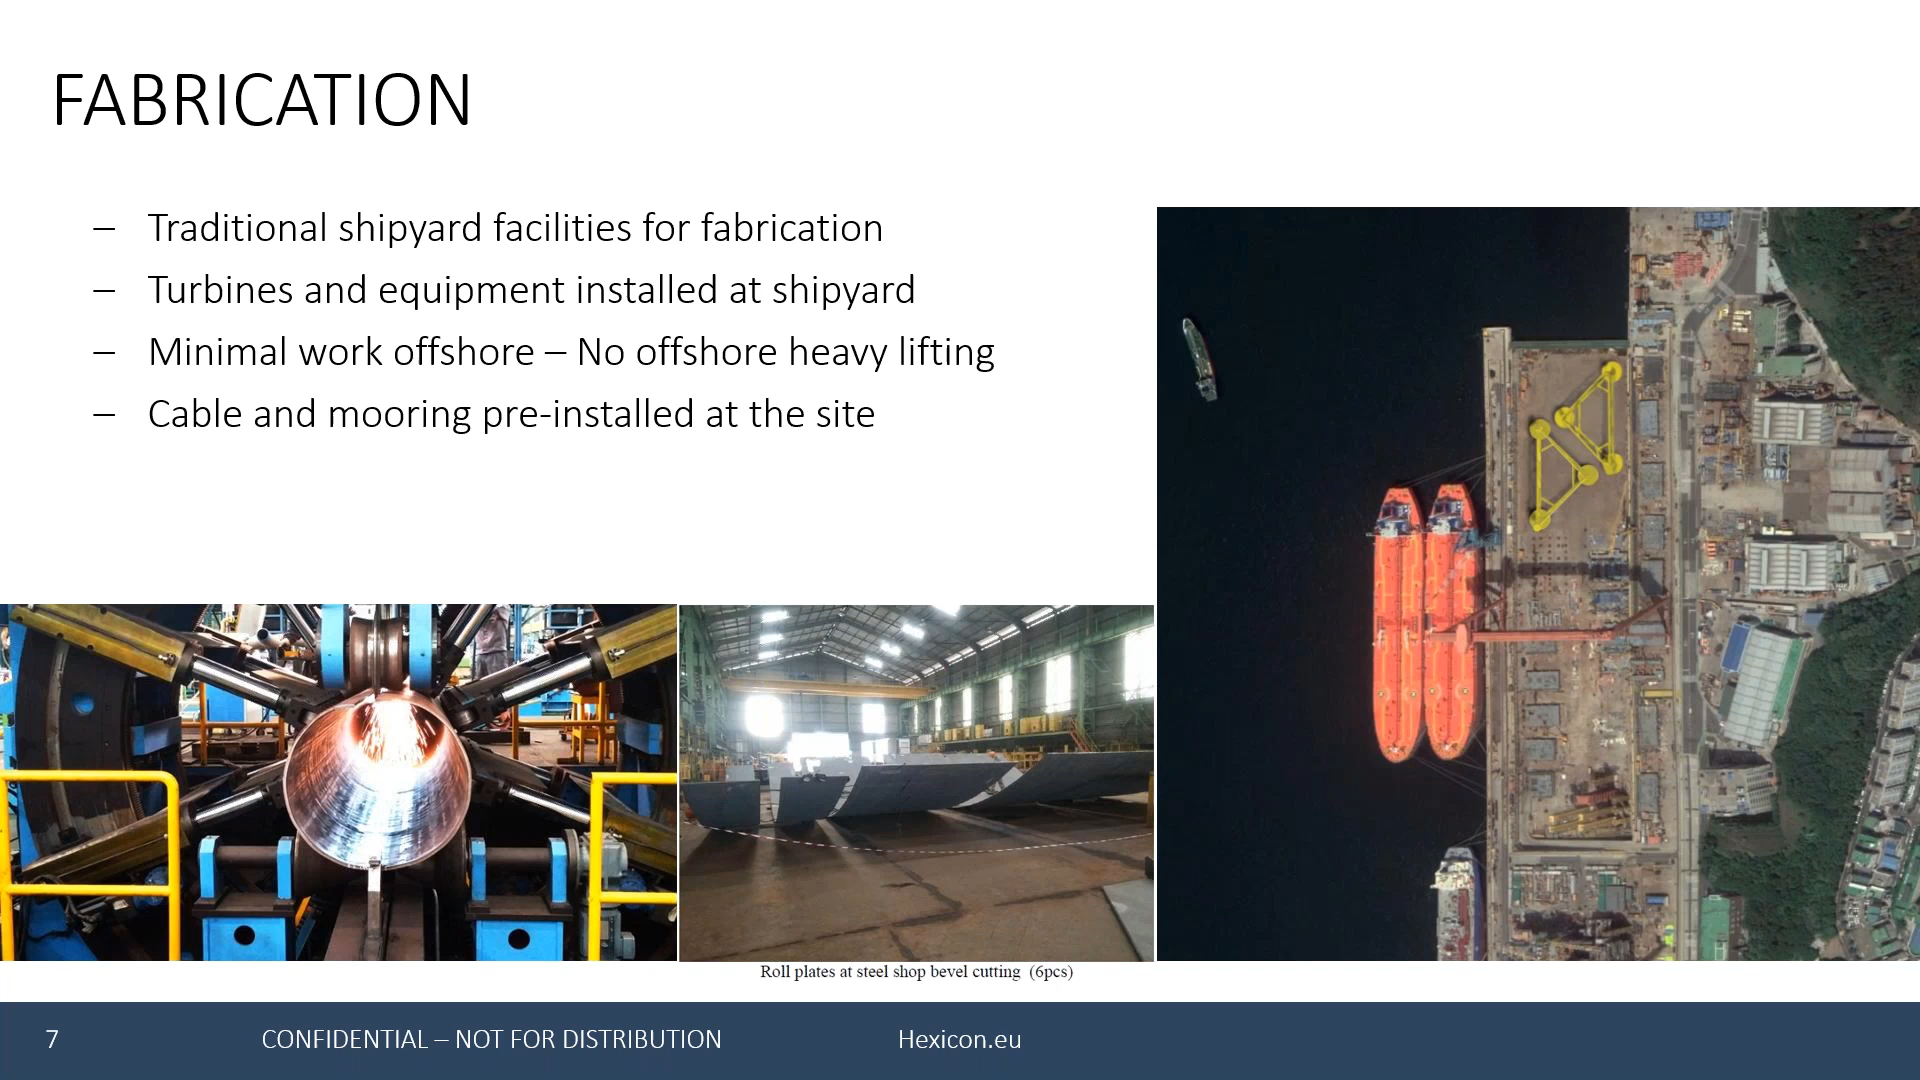 FABRICATION
– Traditional shipyard facilities for fabrication
– Turbines and equipment installed at shipyard
– Minimal work offshore – No offshore heavy lifting
– Cable and mooring pre-installed at the site
Roll plates at steel shop bevel cutting (6pcs)
7 CONFIDENTIAL – NOT FOR DISTRIBUTION Hexicon.eu